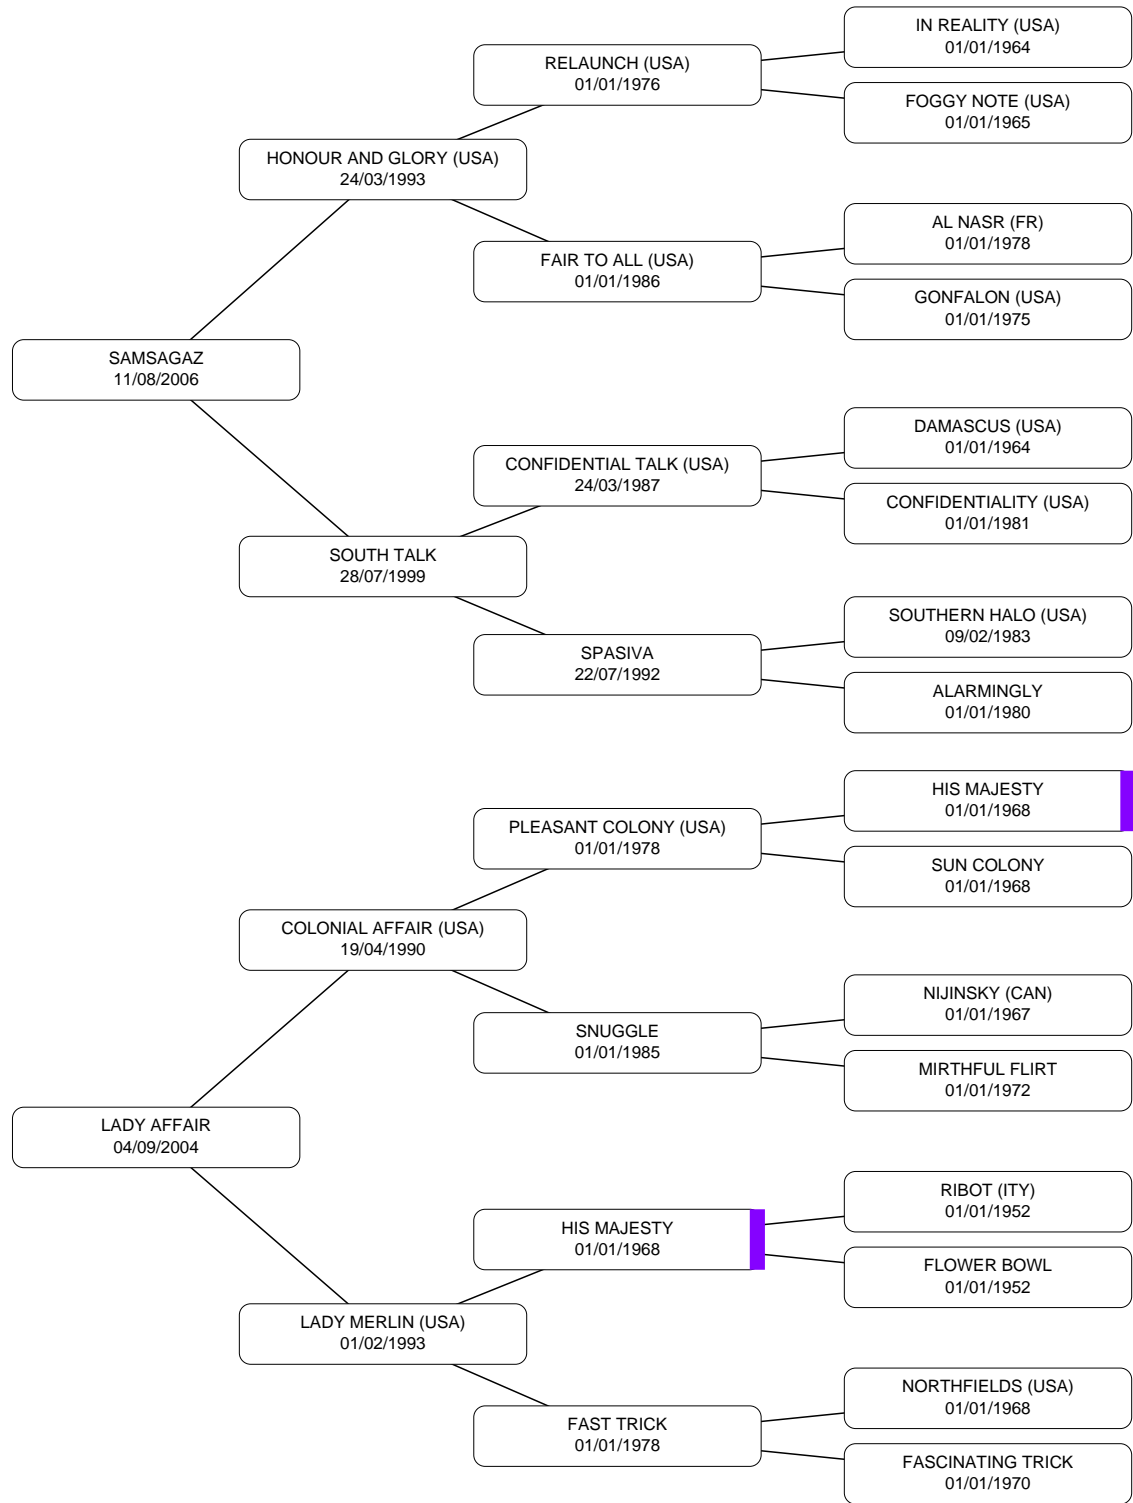 IN REALITY (USA)
01/01/1964
RELAUNCH (USA)
01/01/1976
FOGGY NOTE (USA)
01/01/1965
HONOUR AND GLORY (USA)
24/03/1993
AL NASR (FR)
01/01/1978
FAIR TO ALL (USA)
01/01/1986
GONFALON (USA)
01/01/1975
SAMSAGAZ
11/08/2006
DAMASCUS (USA)
01/01/1964
CONFIDENTIAL TALK (USA)
24/03/1987
CONFIDENTIALITY (USA)
01/01/1981
SOUTH TALK
28/07/1999
SOUTHERN HALO (USA)
09/02/1983
SPASIVA
22/07/1992
ALARMINGLY
01/01/1980
HIS MAJESTY
01/01/1968
PLEASANT COLONY (USA)
01/01/1978
SUN COLONY
01/01/1968
COLONIAL AFFAIR (USA)
19/04/1990
NIJINSKY (CAN)
01/01/1967
SNUGGLE
01/01/1985
MIRTHFUL FLIRT
01/01/1972
LADY AFFAIR
04/09/2004
RIBOT (ITY)
01/01/1952
HIS MAJESTY
01/01/1968
FLOWER BOWL
01/01/1952
LADY MERLIN (USA)
01/02/1993
NORTHFIELDS (USA)
01/01/1968
FAST TRICK
01/01/1978
FASCINATING TRICK
01/01/1970